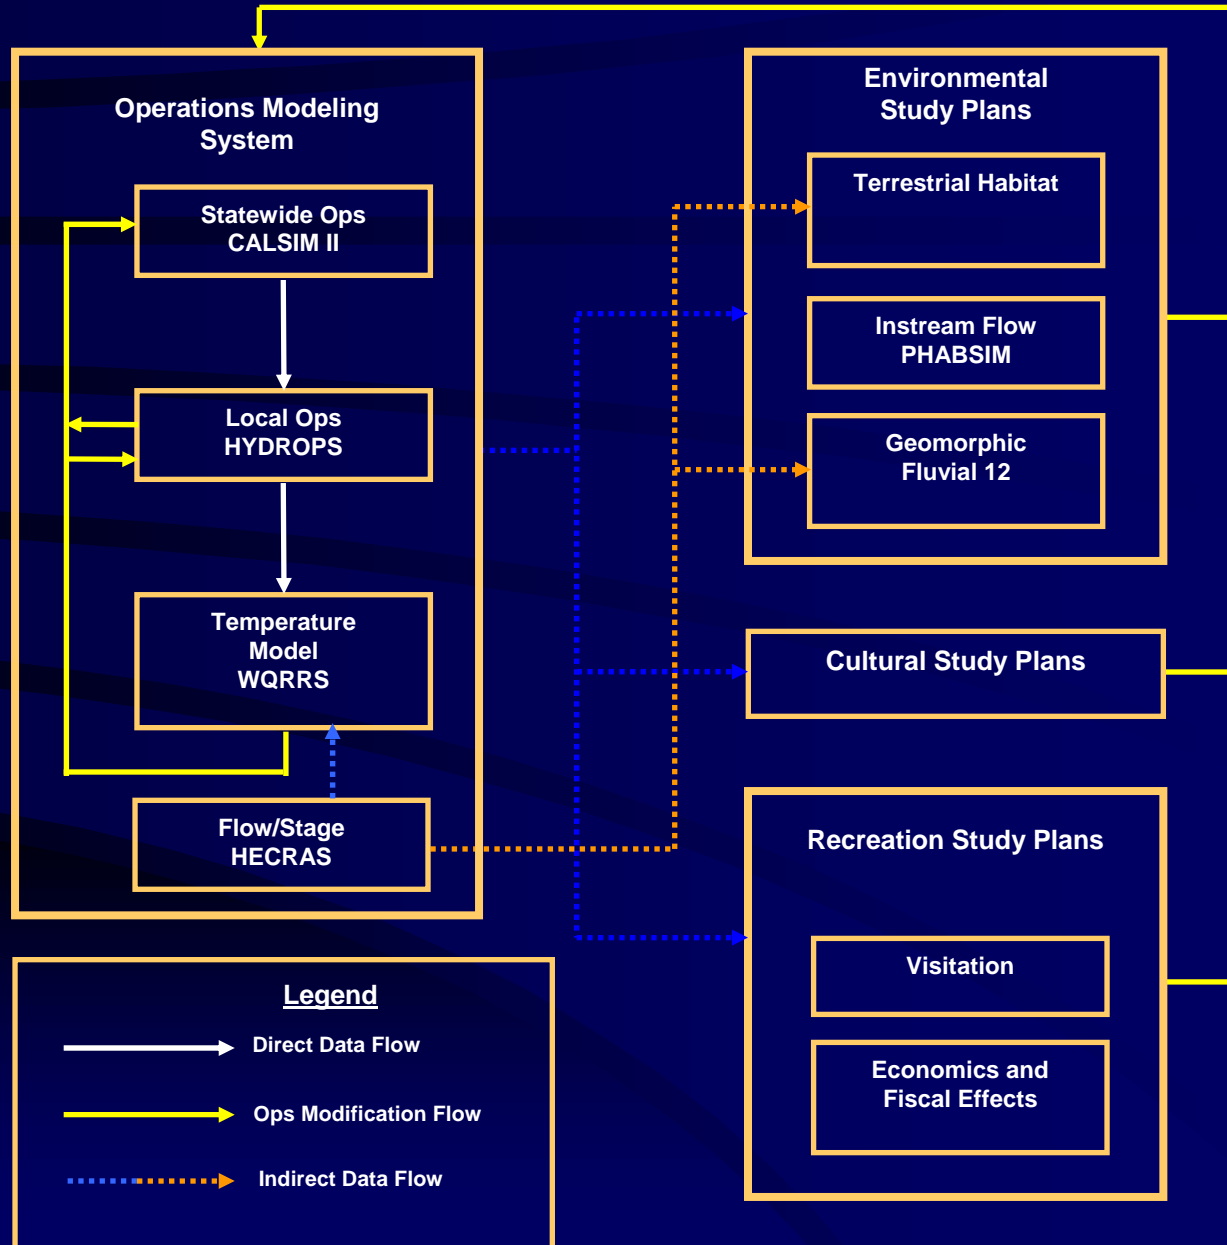 Operations Modeling
System
Statewide Ops
CALSIM II
Local Ops
HYDROPS
Temperature
Model
WQRRS
Flow/Stage
HECRAS
Environmental
Study Plans
Terrestrial Habitat
Instream Flow
PHABSIM
Geomorphic
Fluvial 12
Cultural Study Plans
Recreation Study Plans
Visitation
Economics and
Fiscal Effects
Legend
Direct Data Flow
Ops Modification Flow
Indirect Data Flow